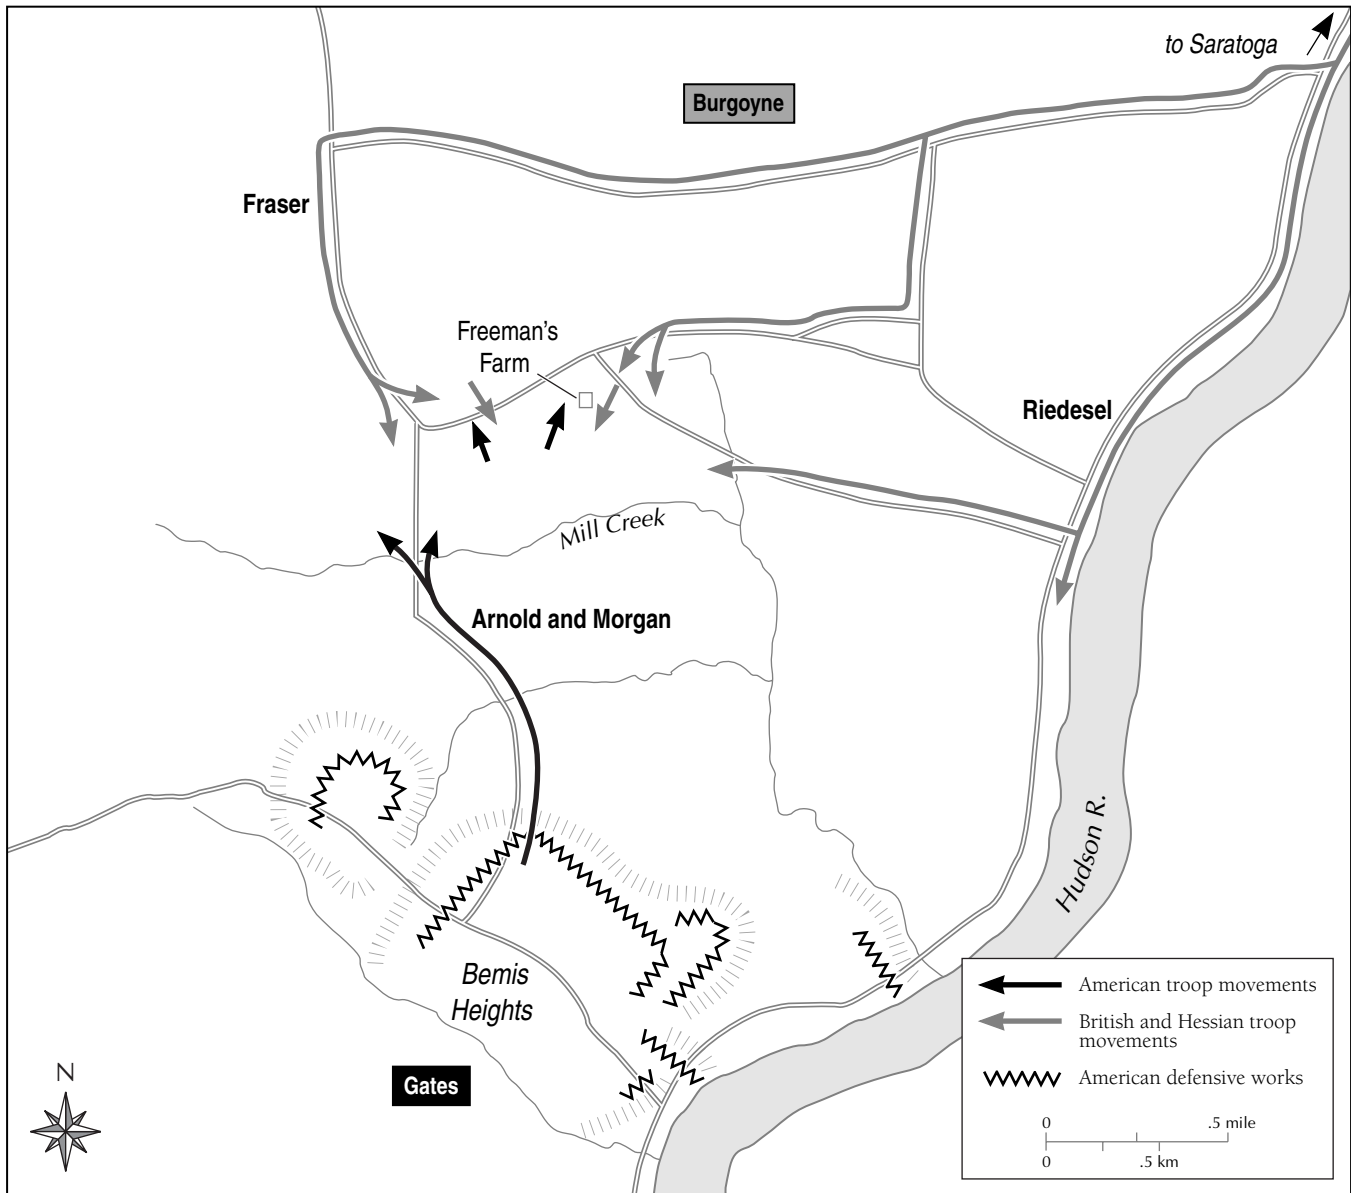 to Saratoga
Burgoyne
Fraser
Freeman's
Farm
Riedesel
Mill Creek
Arnold and Morgan
Hudson R.
Bemis
Heights
Gates
N
American troop movements
British and Hessian troop
movements
American defensive works
0 .5 mile
0 .5 km